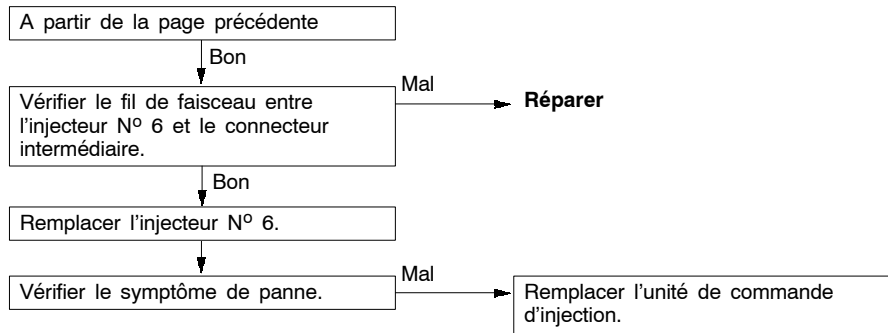 A partir de la page précédente
Bon
Vérifier le fil de faisceau entre
l'injecteur Nº 6 et le connecteur
intermédiaire.
Mal
Réparer
Bon
Remplacer l'injecteur Nº 6.
Vérifier le symptôme de panne.
Mal
Remplacer l'unité de commande
d'injection.